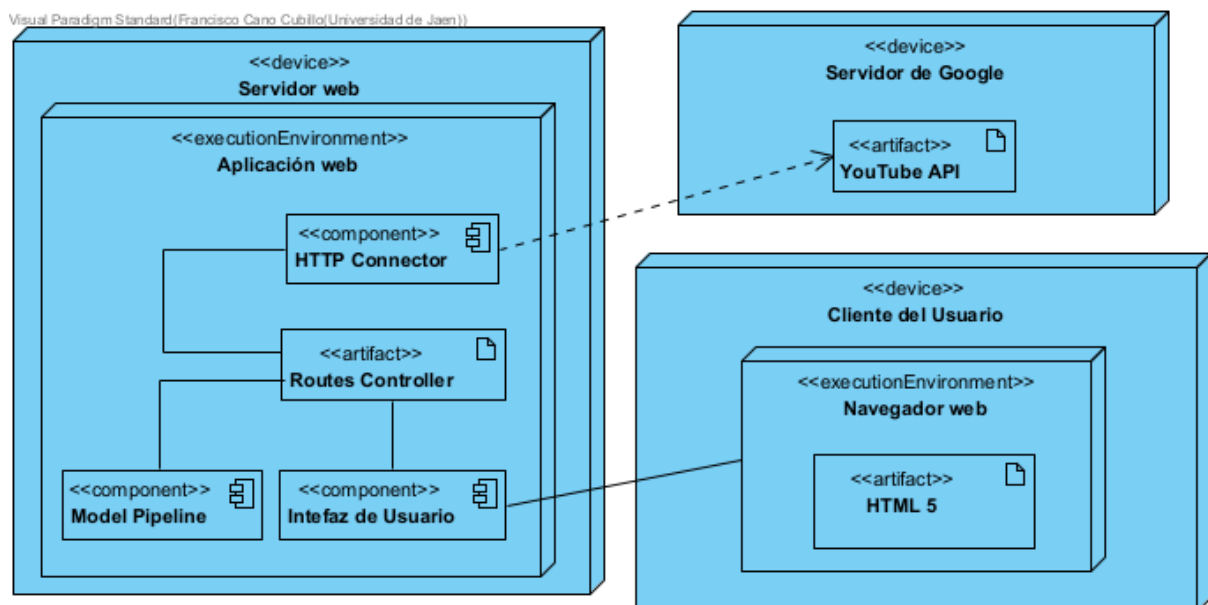 Visual Paradigm Standard(Francisco Cano Cubillo(Universidad de Jaen))
<<device>>
Servidor web
<<executionEnvironment>>
Aplicación web
<<component>>
HTTP Connector
<<artifact>>
Routes Controller
<<component>>
Model Pipeline
<<component>>
Intefaz de Usuario
<<device>>
Servidor de Google
<<artifact>>
YouTube API
<<device>>
Cliente del Usuario
<<executionEnvironment>>
Navegador web
<<artifact>>
HTML 5